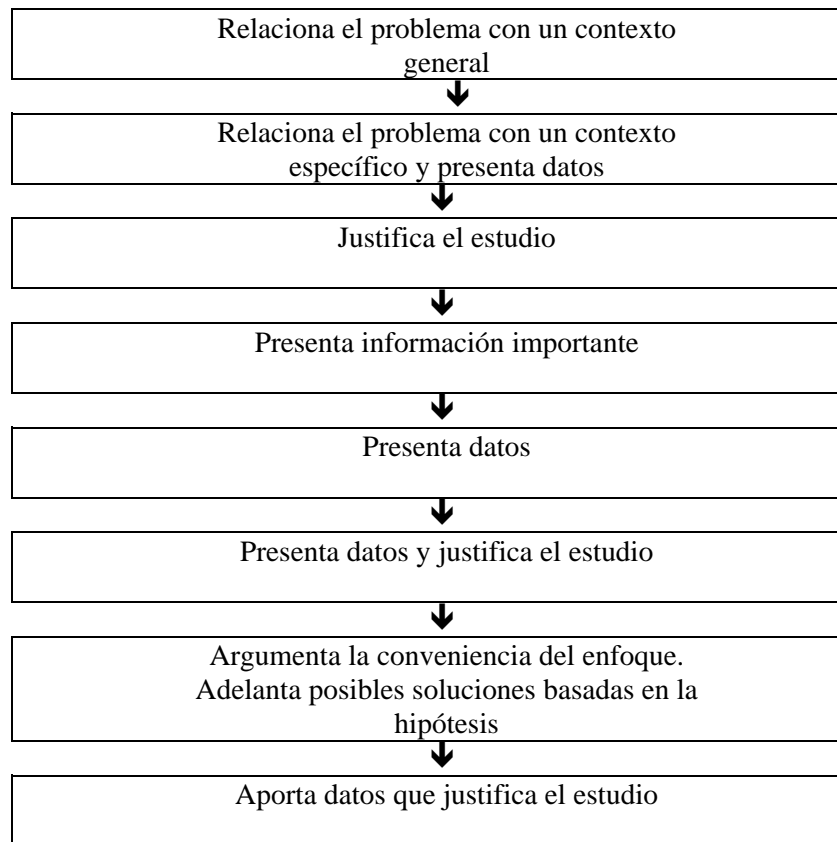 Relaciona el problema con un contexto
general
Relaciona el problema con un contexto
específico y presenta datos
Justifica el estudio
Presenta información importante
Presenta datos
Presenta datos y justifica el estudio
Argumenta la conveniencia del enfoque.
Adelanta posibles soluciones basadas en la
hipótesis
Aporta datos que justifica el estudio